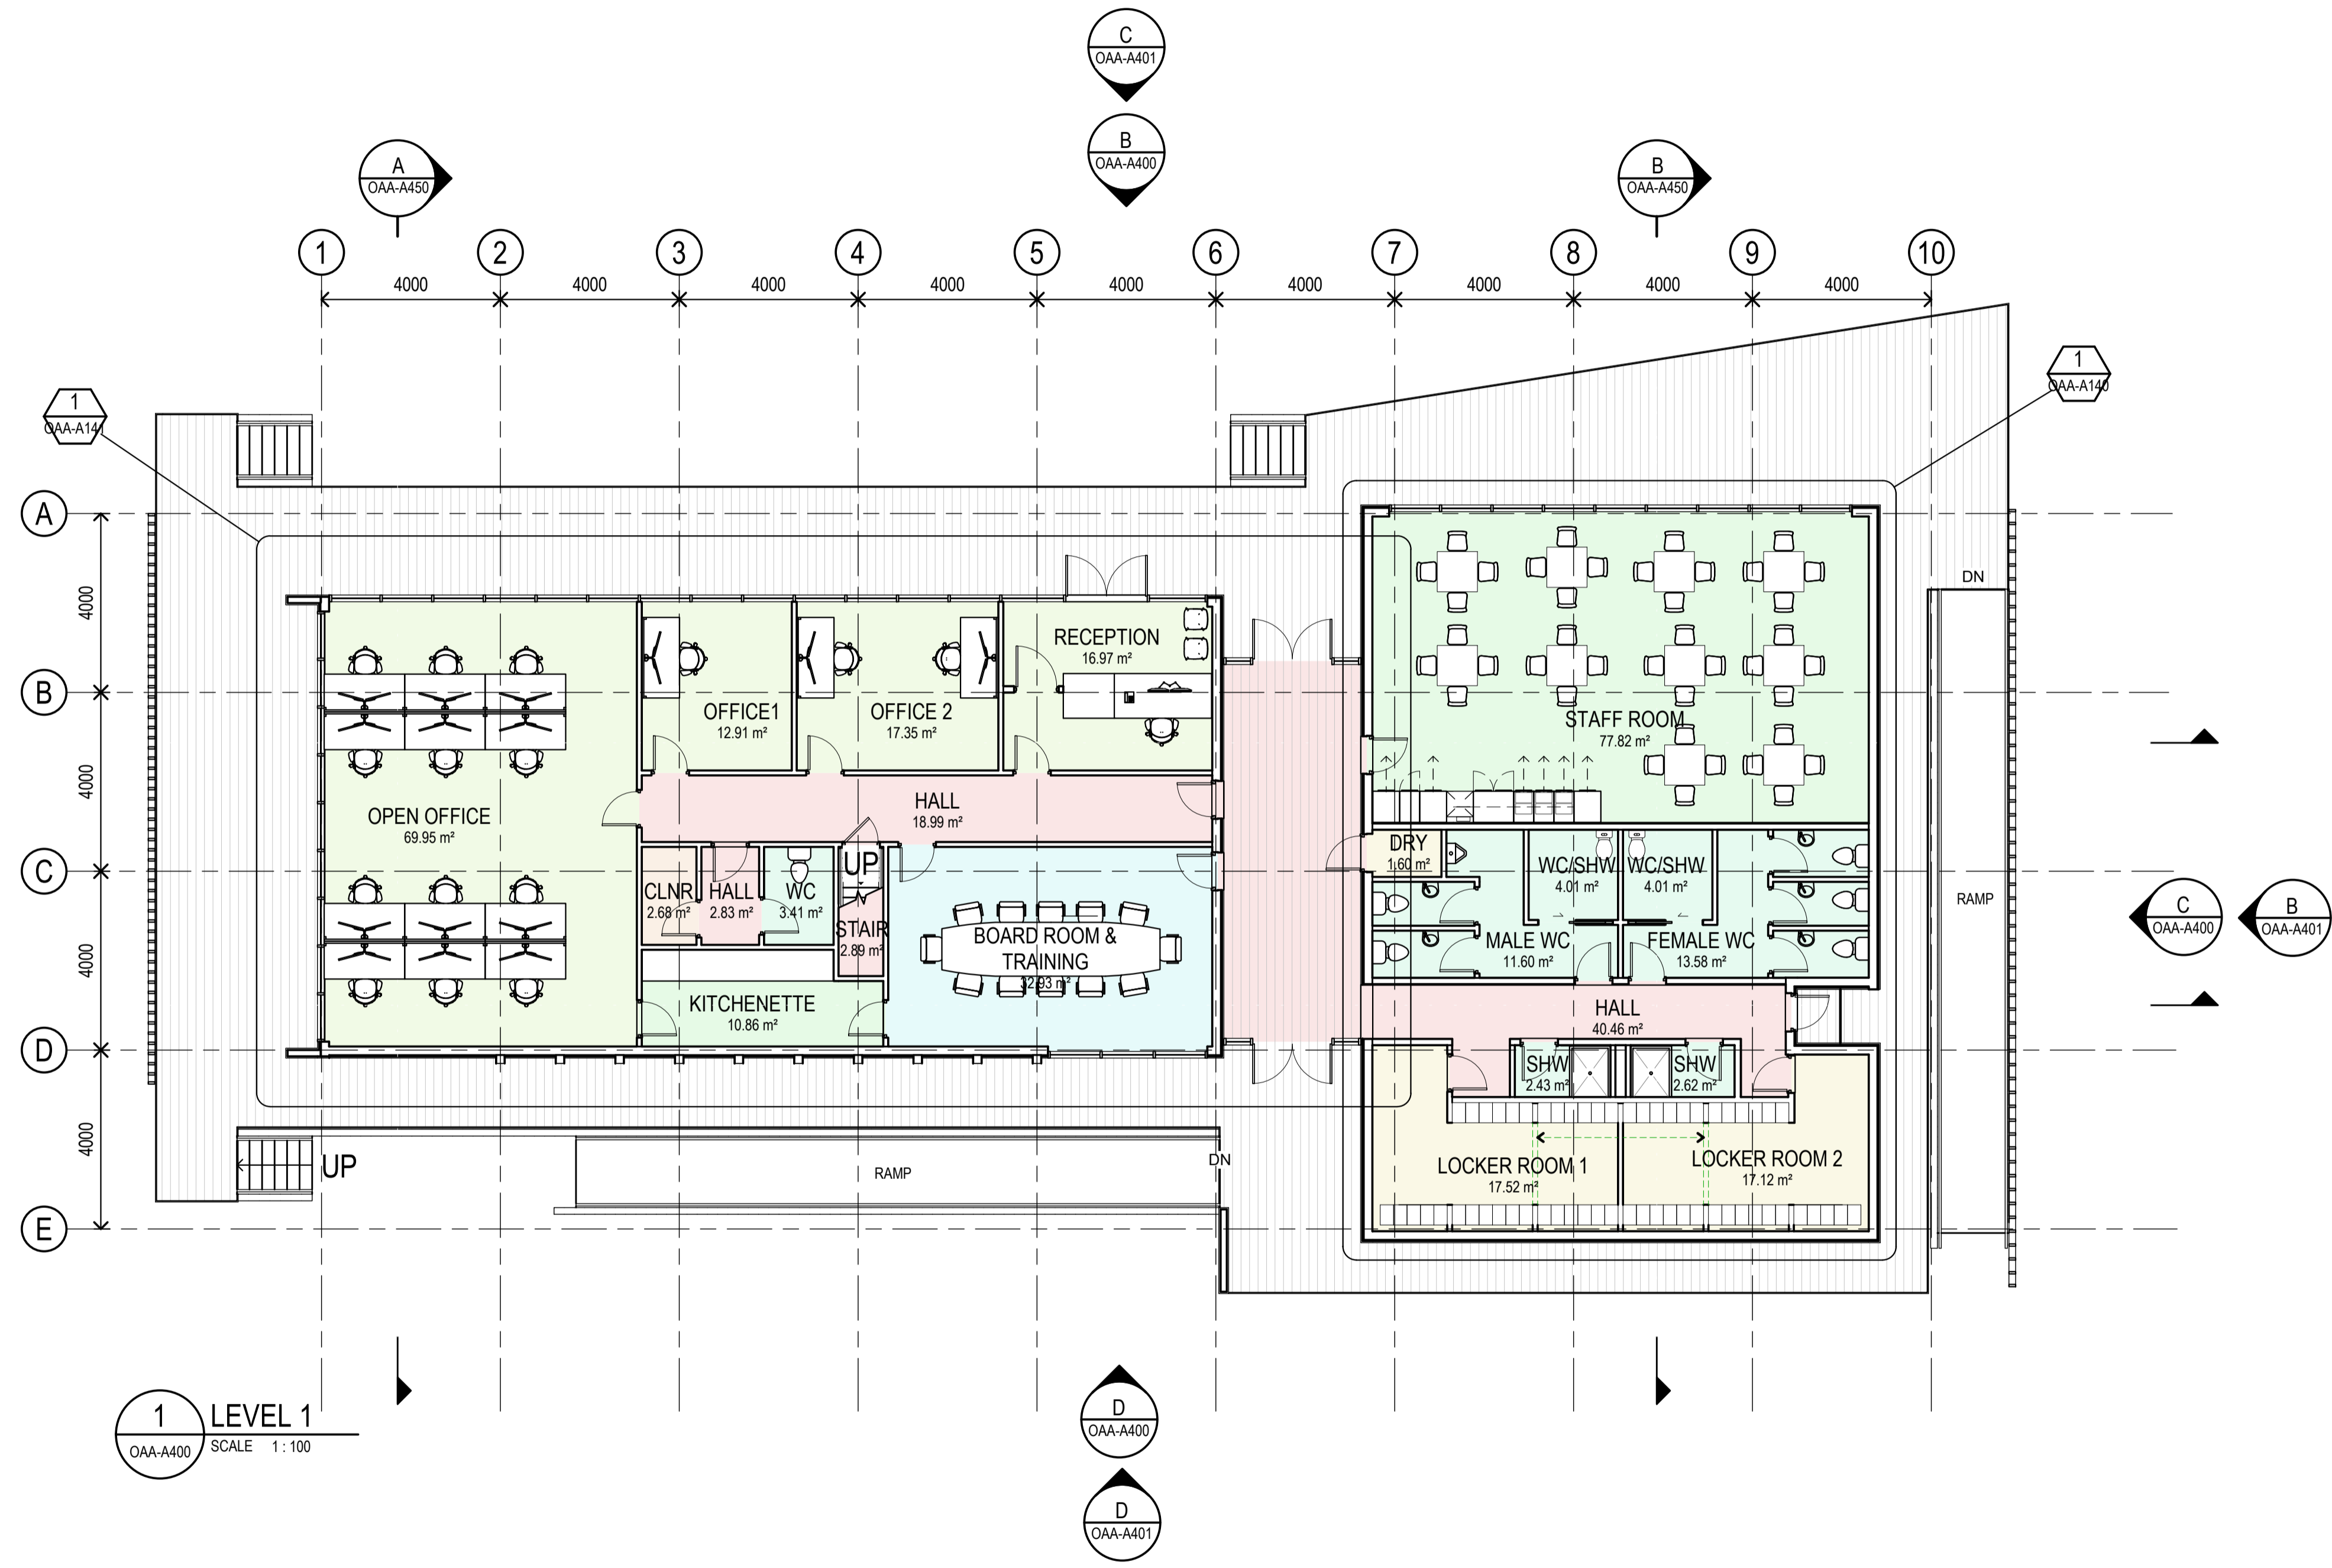 C
OAA-A401
B
OAA-A400
A
OAA-A450
B
OAA-A450
1 2 3 4 5 6 7 8 9 10
4000 4000 4000 4000 4000 4000 4000 4000 4000
1
OAA-A141
1
OAA-A140
A
B
C
D
E
4000
4000
4000
4000
DN
RAMP
OPEN OFFICE
69.95 m²
OFFICE1
12.91 m²
OFFICE 2
17.35 m²
RECEPTION
16.97 m²
HALL
18.99 m²
CLNR
2.68 m²
HALL
2.83 m²
WC
3.41 m²
UP
STAIR
2.89 m²
KITCHENETTE
10.86 m²
BOARD ROOM &
TRAINING
32.93 m²
STAFF ROOM
77.82 m²
DRY
1.60 m²
WC/SHW
4.01 m²
WC/SHW
4.01 m²
MALE WC
11.60 m²
FEMALE WC
13.58 m²
HALL
40.46 m²
SHW
2.43 m²
SHW
2.62 m²
LOCKER ROOM 1
17.52 m²
LOCKER ROOM 2
17.12 m²
C
OAA-A400
B
OAA-A401
UP
RAMP
DN
D
OAA-A400
D
OAA-A401
1
OAA-A400
LEVEL 1
SCALE 1 : 100